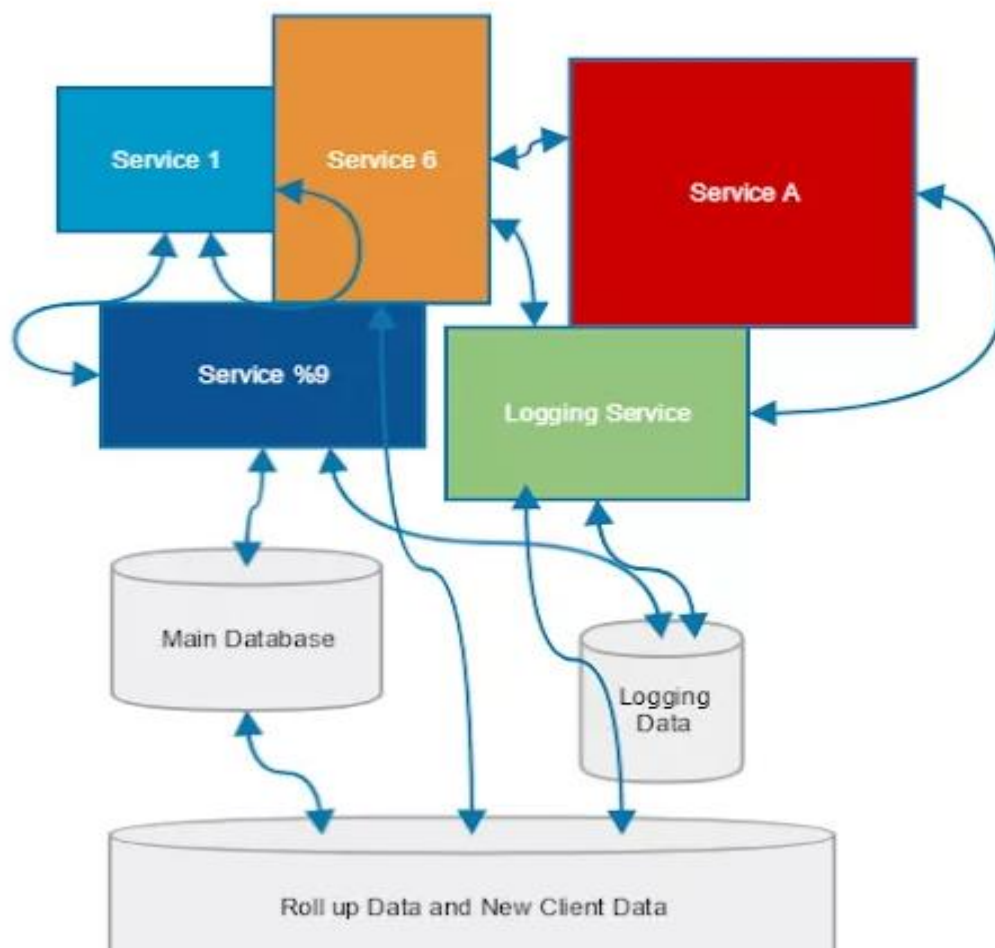 Service 1
Service 6
Service A
Service %9
Logging Service
Main Database
Logging
Data
Roll up Data and New Client Data